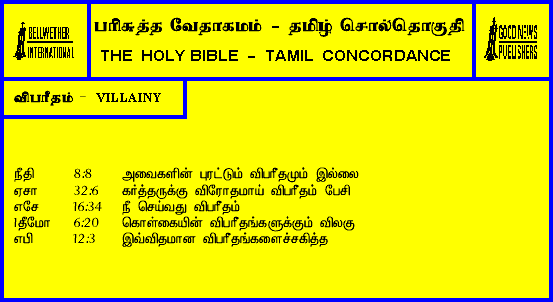 BELLWETHER INTERNATIONAL
பரிசுத்த வேதாகமம் - தமிழ் சொல்தொகுதி
THE HOLY BIBLE - TAMIL CONCORDANCE
GOOD NEWS PUBLISHERS
விபரீதம் - VILLAINY
நீதி 8:8 அவைகளின் புரட்டும் விபரீதமும் இல்லை
ஏசா 32:6 கர்த்தருக்கு விரோதமாய் விபரீதம் பேசி
எசே 16:34 நீ செய்வது விபரீதம்
1தீமோ 6:20 கொள்கையின் விபரீதங்களுக்கும் விலகு
எபி 12:3 இவ்விதமான விபரீதங்களைச்சகித்த